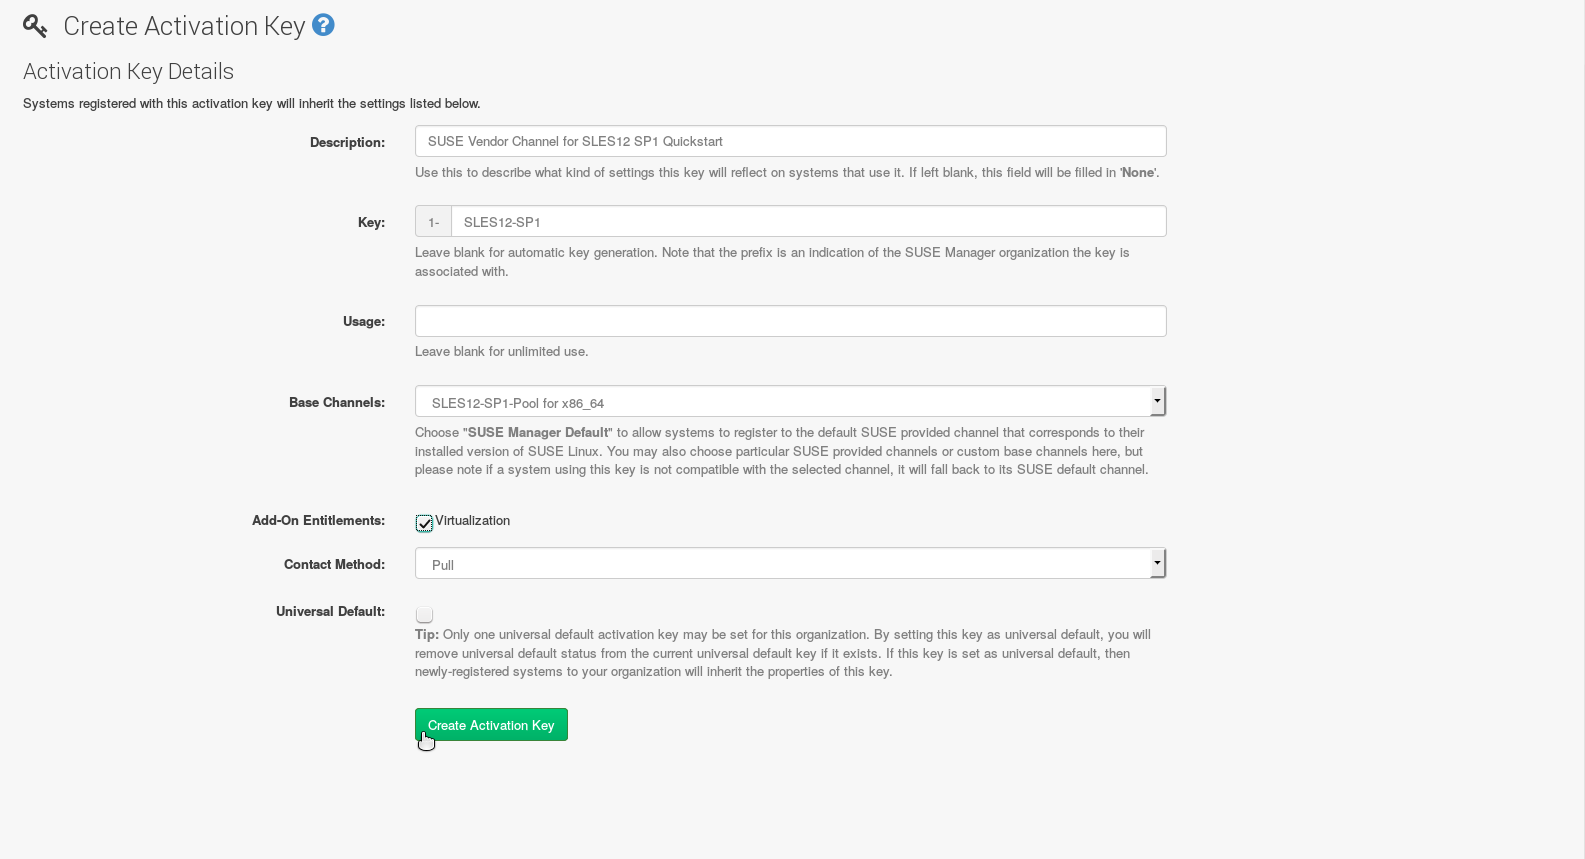 Create Activation Key ?
Activation Key Details
Systems registered with this activation key will inherit the settings listed below.
Description: SUSE Vendor Channel for SLES12 SP1 Quickstart
Use this to describe what kind of settings this key will reflect on systems that use it. If left blank, this field will be filled in 'None'.
Key: 1- SLES12-SP1
Leave blank for automatic key generation. Note that the prefix is an indication of the SUSE Manager organization the key is
associated with.
Usage:
Leave blank for unlimited use.
Base Channels: SLES12-SP1-Pool for x86_64
Choose "SUSE Manager Default" to allow systems to register to the default SUSE provided channel that corresponds to their
installed version of SUSE Linux. You may also choose particular SUSE provided channels or custom base channels here, but
please note if a system using this key is not compatible with the selected channel, it will fall back to its SUSE default channel.
Add-On Entitlements: Virtualization
Contact Method: Pull
Universal Default:
Tip: Only one universal default activation key may be set for this organization. By setting this key as universal default, you will
remove universal default status from the current universal default key if it exists. If this key is set as universal default, then
newly-registered systems to your organization will inherit the properties of this key.
Create Activation Key